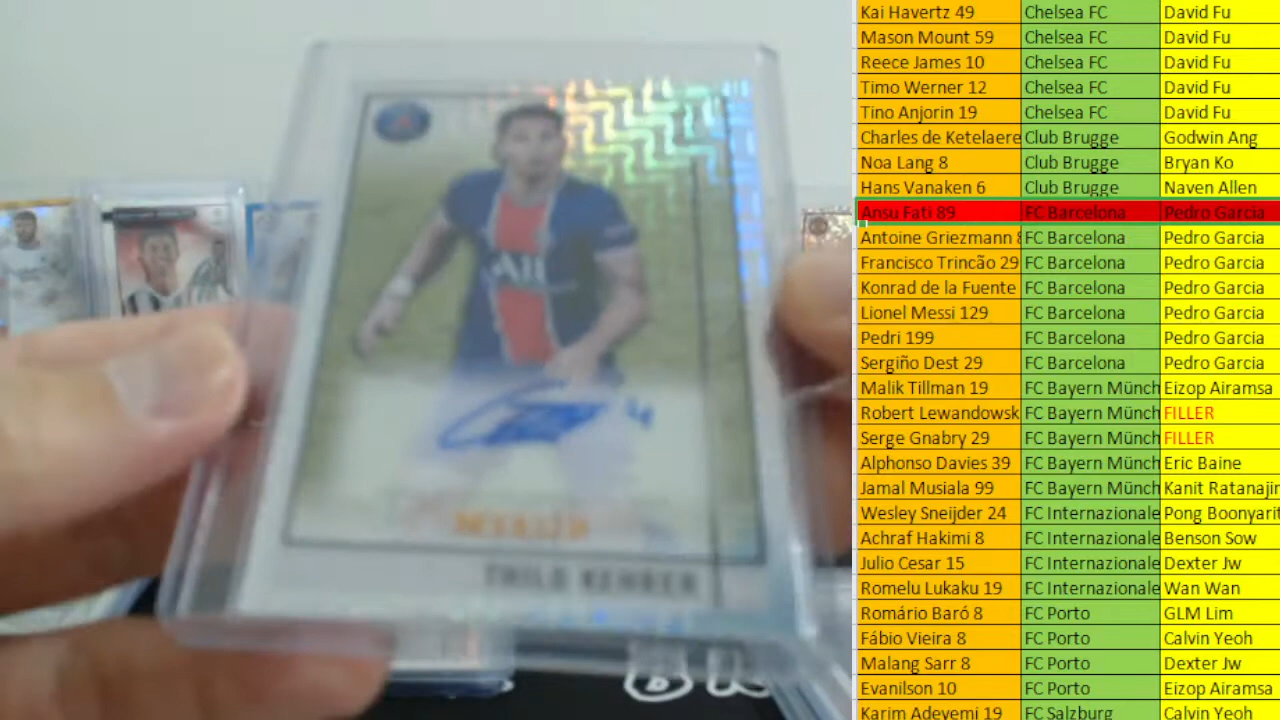 THILO KEHRER
Kai Havertz 49 Chelsea FC David Fu
Mason Mount 59 Chelsea FC David Fu
Reece James 10 Chelsea FC David Fu
Timo Werner 12 Chelsea FC David Fu
Tino Anjorin 19 Chelsea FC David Fu
Charles de Ketelaere Club Brugge Godwin Ang
Noa Lang 8 Club Brugge Bryan Ko
Hans Vanaken 6 Club Brugge Naven Allen
Ansu Fati 89 FC Barcelona Pedro Garcia
Antoine Griezmann 8 FC Barcelona Pedro Garcia
Francisco Trincão 29 FC Barcelona Pedro Garcia
Konrad de la Fuente FC Barcelona Pedro Garcia
Lionel Messi 129 FC Barcelona Pedro Garcia
Pedri 199 FC Barcelona Pedro Garcia
Sergiño Dest 29 FC Barcelona Pedro Garcia
Malik Tillman 19 FC Bayern Münch Eizop Airamsa
Robert Lewandowsk FC Bayern Münch FILLER
Serge Gnabry 29 FC Bayern Münch FILLER
Alphonso Davies 39 FC Bayern Münch Eric Baine
Jamal Musiala 99 FC Bayern Münch Kanit Ratanajin
Wesley Sneijder 24 FC Internazionale Pong Boonyarit
Achraf Hakimi 8 FC Internazionale Benson Sow
Julio Cesar 15 FC Internazionale Dexter Jw
Romelu Lukaku 19 FC Internazionale Wan Wan
Romário Baró 8 FC Porto GLM Lim
Fábio Vieira 8 FC Porto Calvin Yeoh
Malang Sarr 8 FC Porto Dexter Jw
Evanilson 10 FC Porto Eizop Airamsa
Karim Adeyemi 19 FC Salzburg Calvin Yeoh